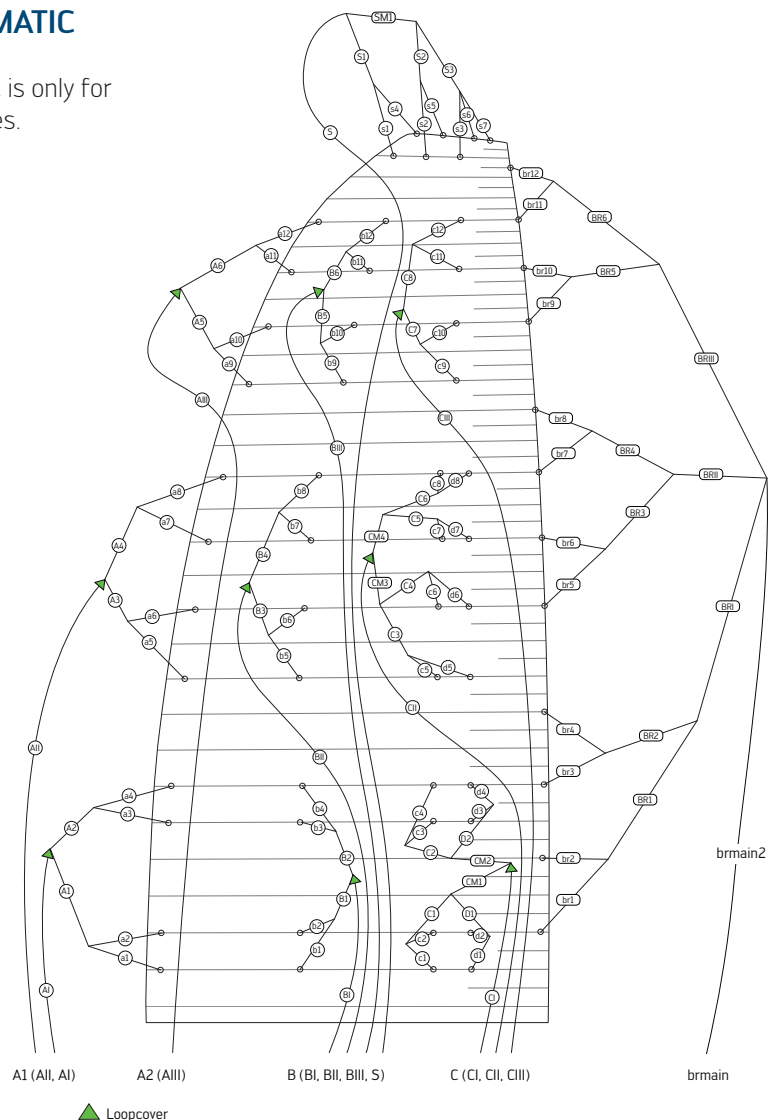 MATIC
is only for
es.
SM1
S1
S2
S3
s4
s5
s6
s7
s1
s2
s3
S
br12
br11
BR6
a12
b12
c12
a11
b11
c11
A6
B6
br10
BR5
C8
br9
A5
B5
C7
a10
b10
c10
a9
b9
c9
BRIII
AIII
CIII
br8
BIII
BR4
br7
BRII
a8
b8
c8
d8
C6
a7
b7
C5
c7
d7
BR3
CM4
A4
B4
br6
CM3
C4
c6
d6
br5
A3
B3
BRI
a6
b6
a5
C3
b5
c5
d5
CII
br4
BR2
AII
BII
br3
a4
d4
BR1
a3
b4
c4
d3
A2
b3
c3
D2
C2
B2
CM2
br2
brmain2
CM1
A1
B1
br1
C1
D1
b2
a2
c2
d2
b1
a1
c1
d1
AI
BI
CI
A1 (AII, AI)
A2 (AIII)
B (BI, BII, BIII, S)
C (CI, CII, CIII)
brmain
Loopcover